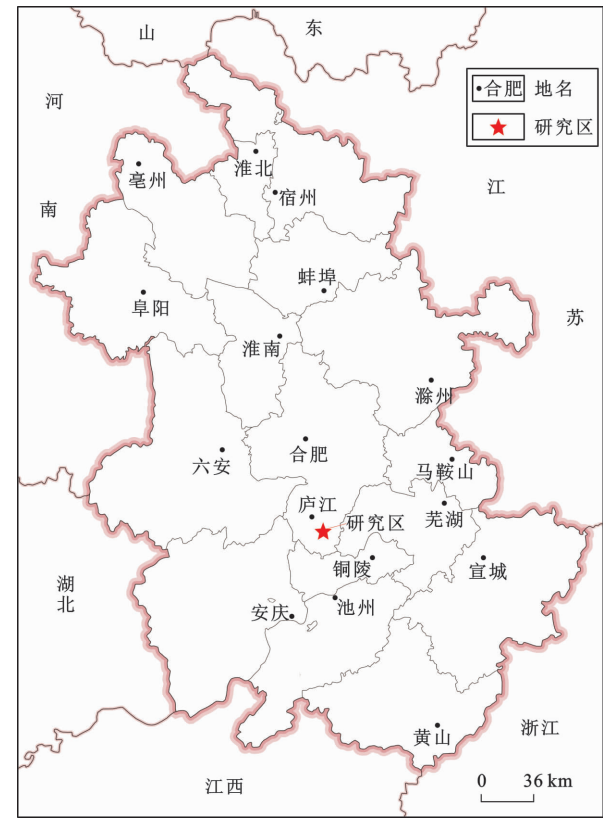 山
东
河
南
江
苏
合肥 地名
研究区
亳州
淮北
宿州
蚌埠
阜阳
淮南
滁州
合肥
六安
马鞍山
庐江
芜湖
研究区
铜陵
宣城
湖
北
安庆
池州
黄山
浙江
江西
0 36 km